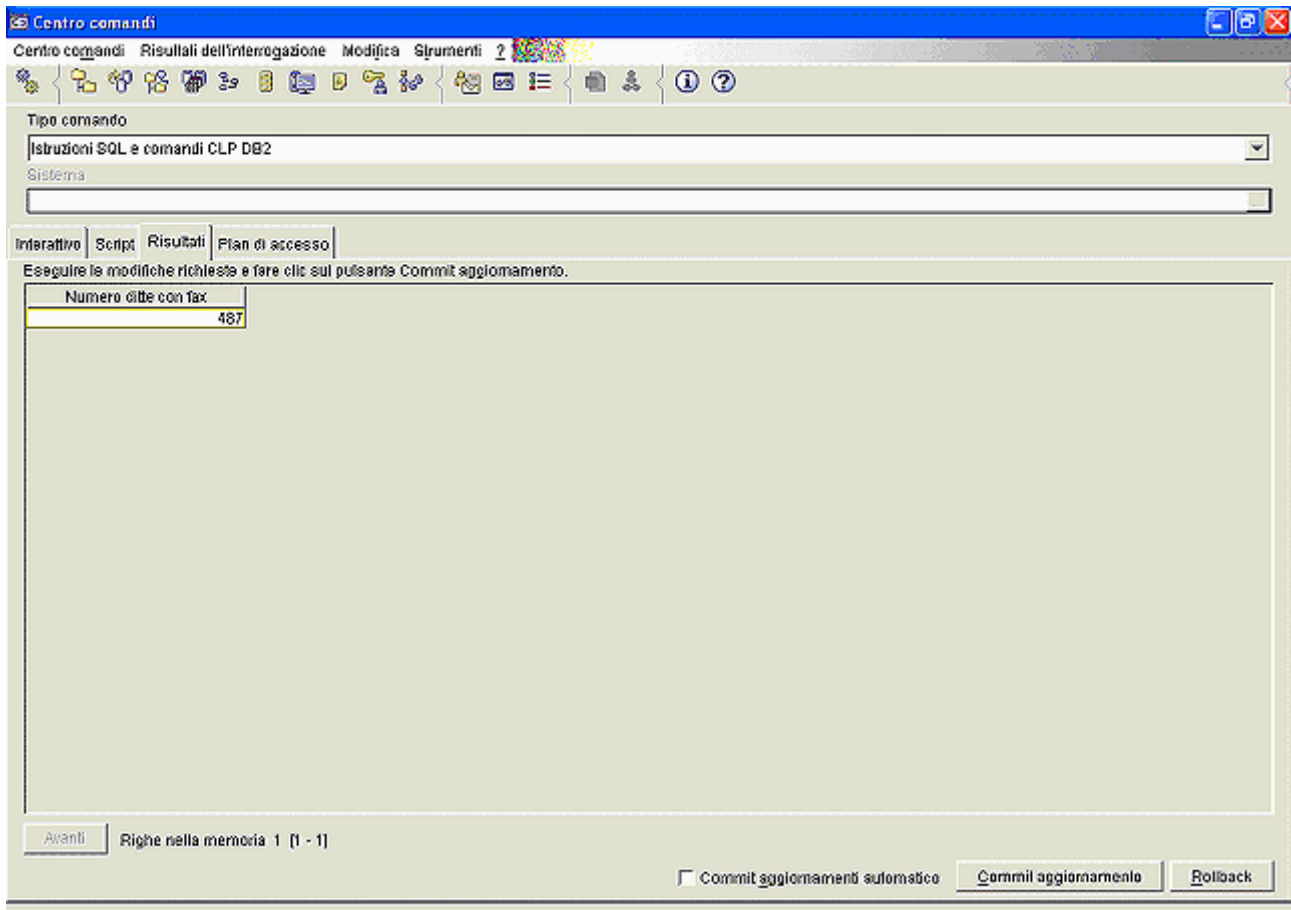 Centro comandi
Centro comandi Risultati dell'interrogazione Modifica Strumenti ?
Tipo comando
Istruzioni SQL e comandi CLP DB2
Sistema
Interattivo Script Risultati Plan di accesso
Eseguire le modifiche richieste e fare clic sul pulsante Commit aggiornamento.
Numero ditte con fax
487
Avanti Righe nella memoria 1 [1 - 1]
Commit aggiornamenti automatico Commit aggiornamento Rollback